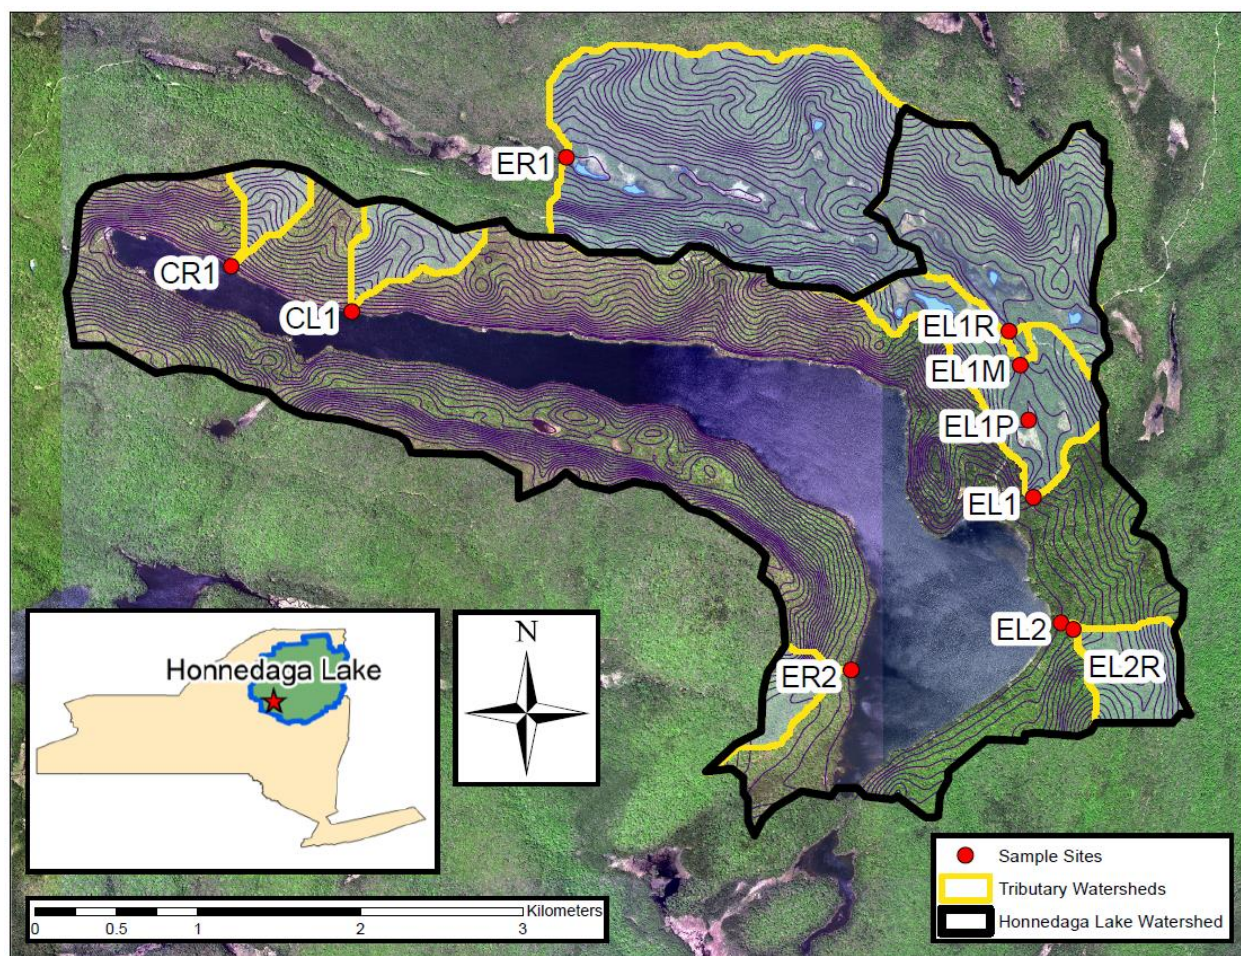 ER1
CR1
CL1
EL1R
EL1M
EL1P
EL1
EL2
EL2R
ER2
Honnedaga Lake
N
Sample Sites
Tributary Watersheds
Honnedaga Lake Watershed
Kilometers
0 0.5 1 2 3